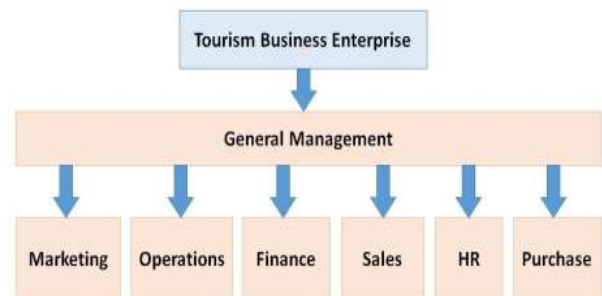 Tourism Business Enterprise
General Management
Marketing
Operations
Finance
Sales
HR
Purchase